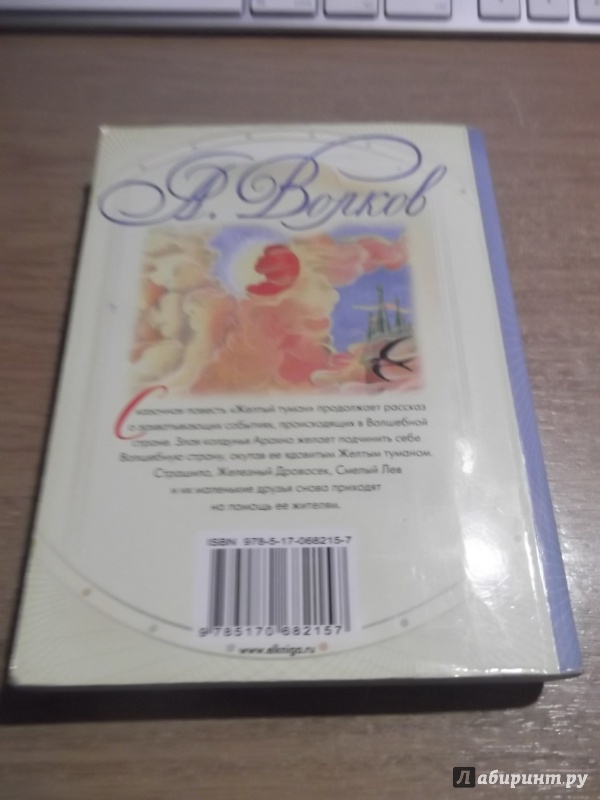 А. Волков
Сказочная повесть «Желтый туман» продолжает рассказ
о захватывающих событиях, происходящих в Волшебной
стране. Злая колдунья Арахна желает подчинить себе
Волшебную страну, окутав ее ядовитым Желтым туманом.
Страшила, Железный Дровосек, Смелый Лев
и их маленькие друзья снова приходят
на помощь ее жителям.
ISBN 978-5-17-068215-7
9 785170 682157
www.elkniga.ru
Лабиринт.ру